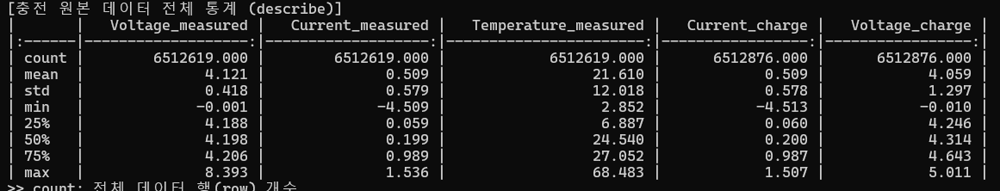 [충전 원본 데이터 전체 통계 (describe)]
|       |   Voltage_measured |   Current_measured |   Temperature_measured |   Current_charge |   Voltage_charge |
|:------|-------------------:|-------------------:|-----------------------:|-----------------:|-----------------:|
| count |        6512619.000 |        6512619.000 |            6512619.000 |      6512876.000 |      6512876.000 |
| mean  |              4.121 |              0.509 |                 21.610 |            0.509 |            4.059 |
| std   |              0.418 |              0.579 |                 12.018 |            0.578 |            1.297 |
| min   |             -0.001 |             -4.509 |                  2.852 |           -4.513 |           -0.010 |
| 25%   |              4.188 |              0.059 |                  6.887 |            0.060 |            4.246 |
| 50%   |              4.198 |              0.199 |                 24.540 |            0.200 |            4.314 |
| 75%   |              4.206 |              0.989 |                 27.052 |            0.987 |            4.643 |
| max   |              8.393 |              1.536 |                 68.483 |            1.507 |            5.011 |
>> count: 전체 데이터 행(row) 개수